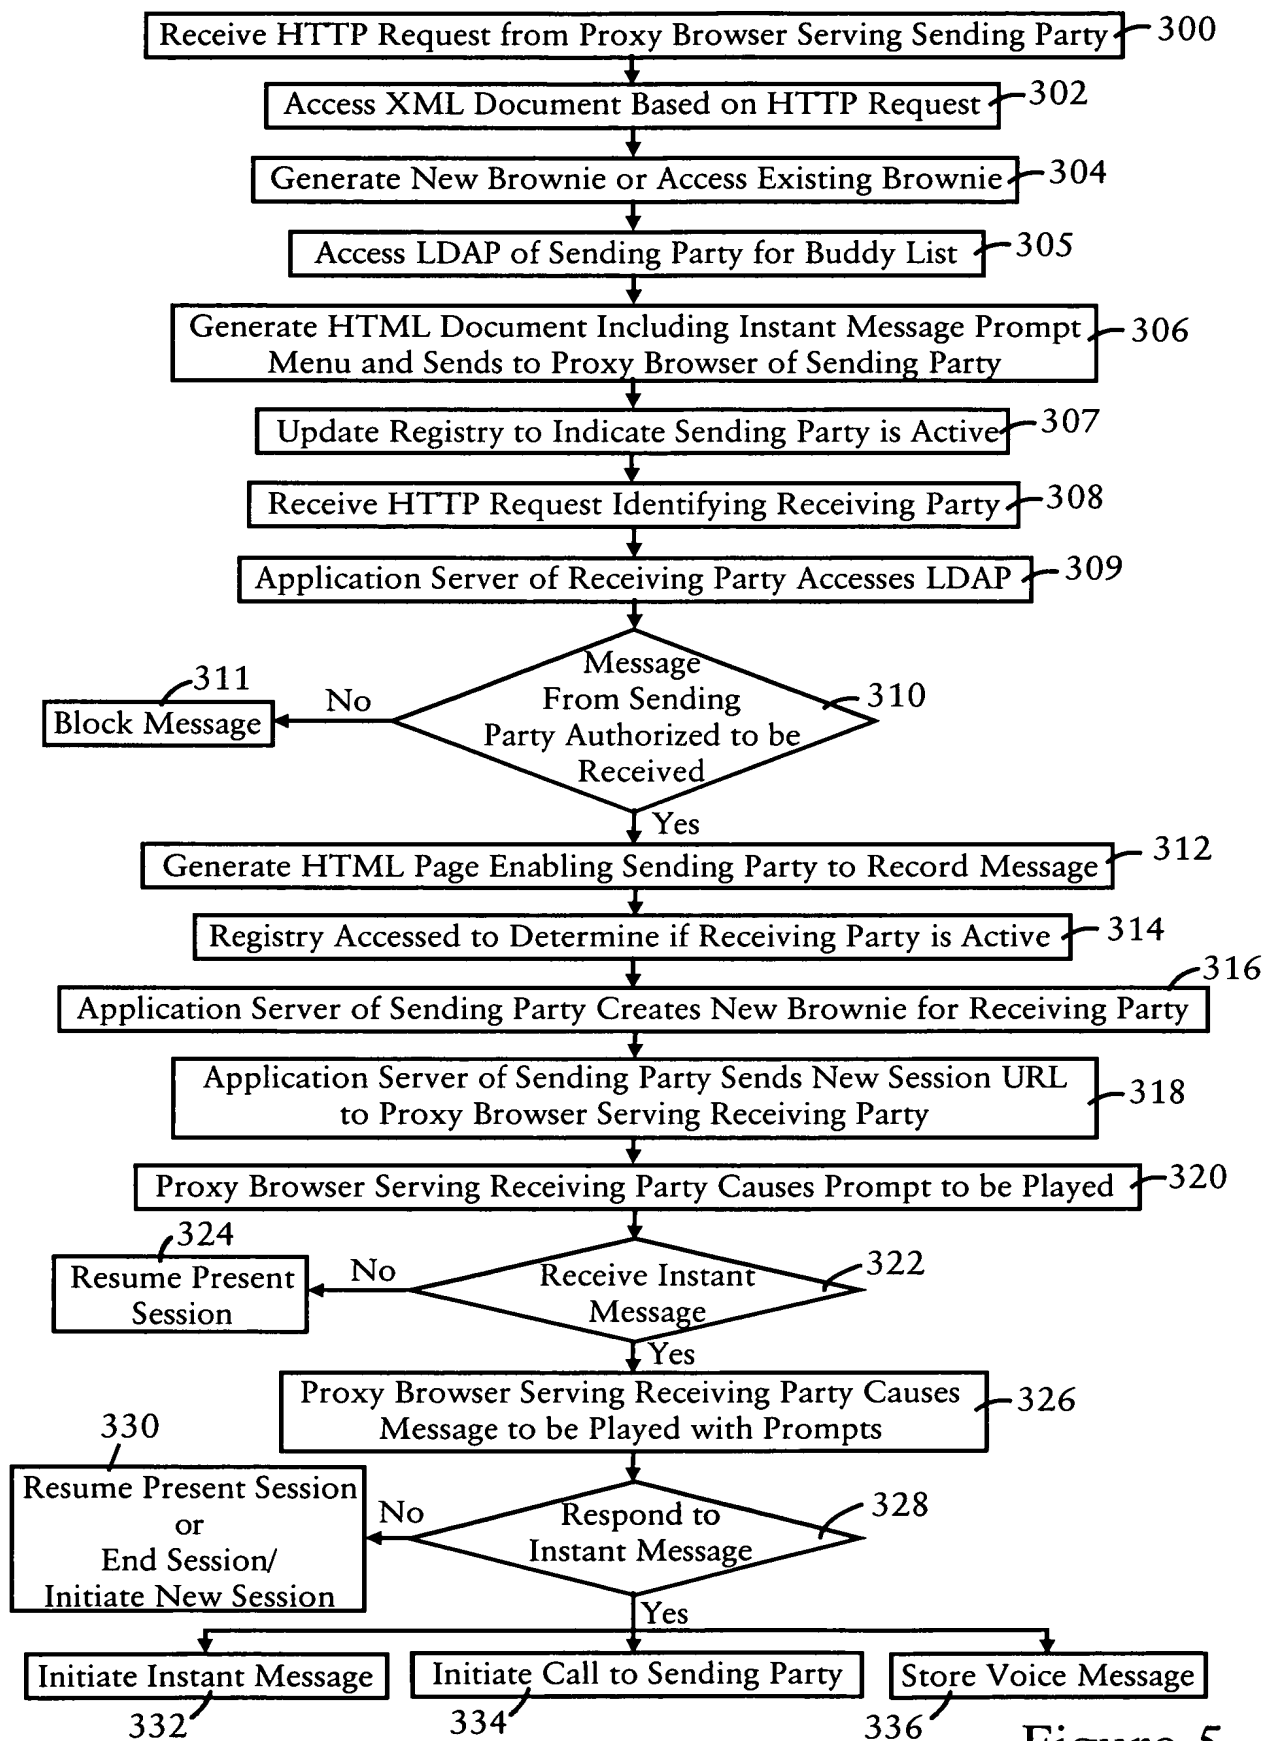 Receive HTTP Request from Proxy Browser Serving Sending Party 300
Access XML Document Based on HTTP Request 302
Generate New Brownie or Access Existing Brownie 304
Access LDAP of Sending Party for Buddy List 305
Generate HTML Document Including Instant Message Prompt
Menu and Sends to Proxy Browser of Sending Party
306
Update Registry to Indicate Sending Party is Active 307
Receive HTTP Request Identifying Receiving Party 308
Application Server of Receiving Party Accesses LDAP 309
Message
From Sending
Party Authorized to be
Received
310
No
311
Block Message
Yes
Generate HTML Page Enabling Sending Party to Record Message 312
Registry Accessed to Determine if Receiving Party is Active 314
316
Application Server of Sending Party Creates New Brownie for Receiving Party
Application Server of Sending Party Sends New Session URL
to Proxy Browser Serving Receiving Party
318
Proxy Browser Serving Receiving Party Causes Prompt to be Played 320
Receive Instant
Message
322
No
324
Resume Present
Session
Yes
Proxy Browser Serving Receiving Party Causes
Message to be Played with Prompts
326
Respond to
Instant Message
328
No
330
Resume Present Session
or
End Session/
Initiate New Session
Yes
Initiate Instant Message
332
Initiate Call to Sending Party
334
Store Voice Message
336
Figure 5